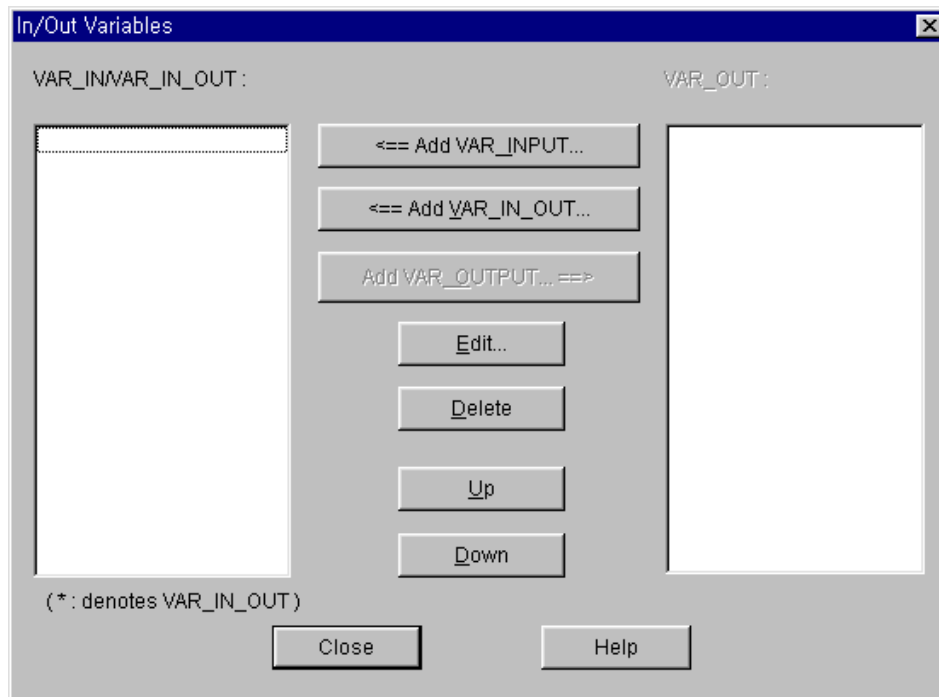 In/Out Variables
VAR_IN/VAR_IN_OUT :
VAR_OUT :
<== Add VAR_INPUT...
<== Add VAR_IN_OUT...
Add VAR_OUTPUT... ==>
Edit...
Delete
Up
Down
( * : denotes VAR_IN_OUT )
Close
Help